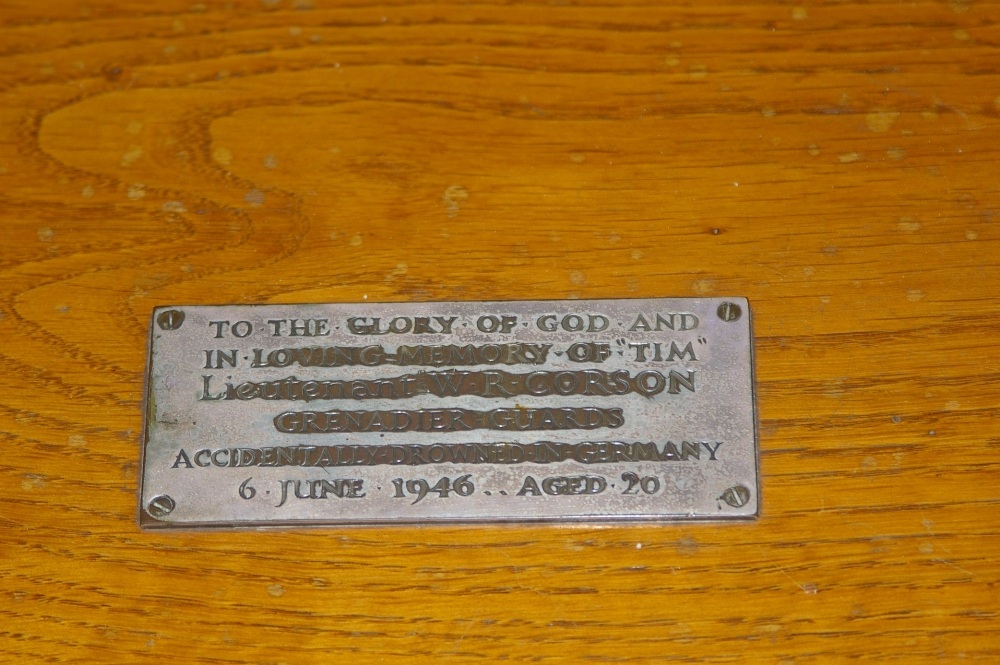 TO·THE·GLORY·OF·GOD·AND
IN·LOVING=MEMORY·OF "TIM"
Lieutenant·W·R·CORSON
GRENADIER·GUARDS
ACCIDENTALLY·DROWNED·IN·GERMANY
6·JUNE·1946..AGED·20